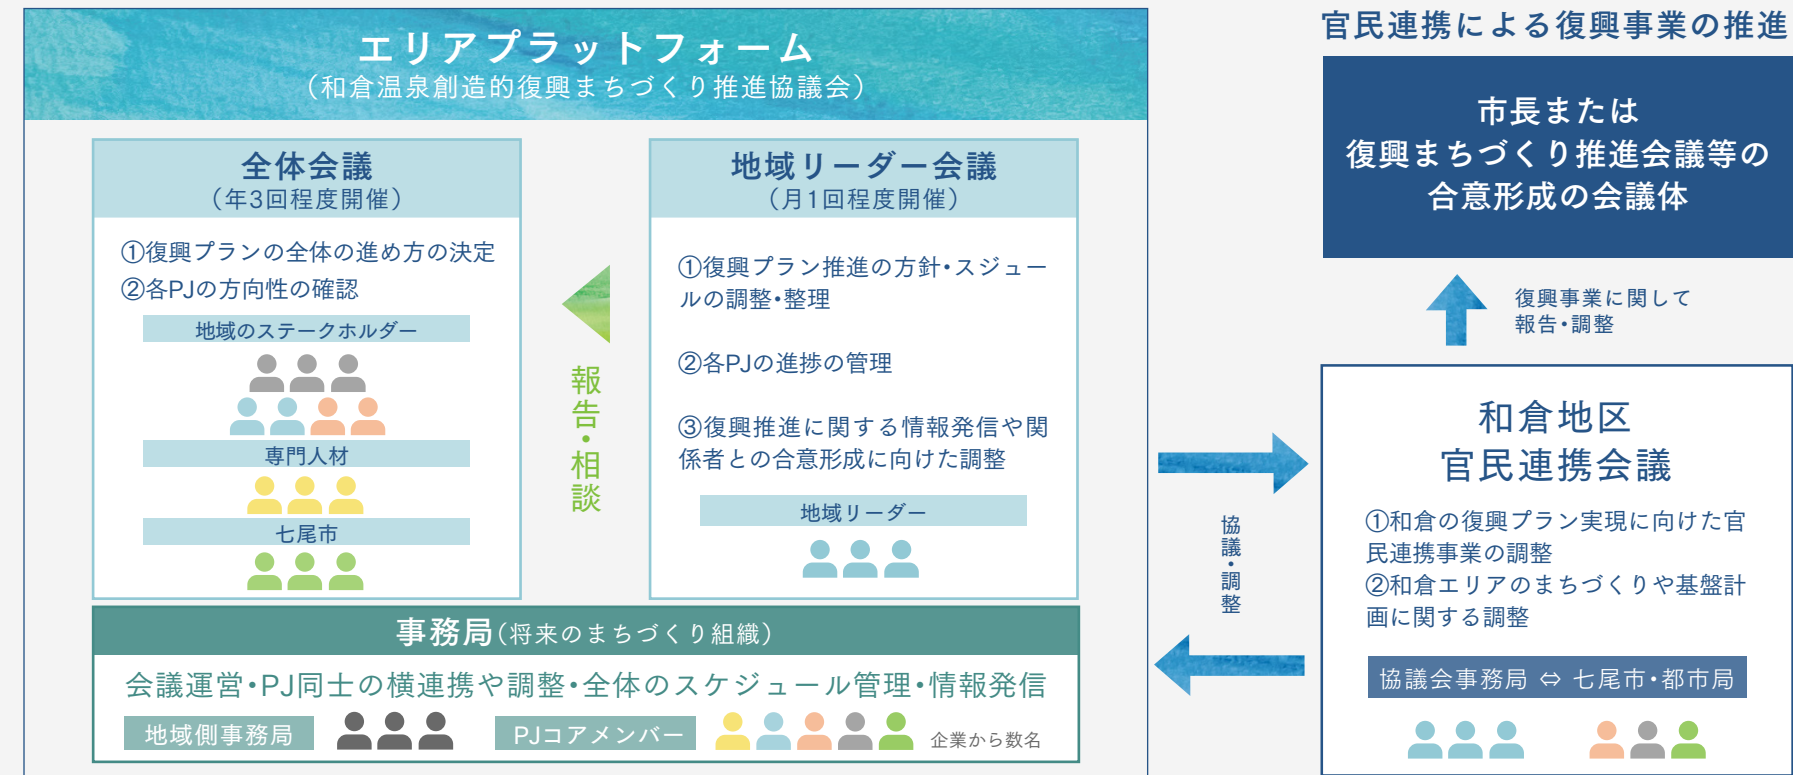 エリアプラットフォーム
（和倉温泉創造的復興まちづくり推進協議会）
全体会議
（年3回程度開催）
①復興プランの全体の進め方の決定
②各PJの方向性の確認
地域のステークホルダー
専門人材
七尾市
報告・相談
地域リーダー会議
（月1回程度開催）
①復興プラン推進の方針・スジュー
ルの調整・整理
②各PJの進捗の管理
③復興推進に関する情報発信や関
係者との合意形成に向けた調整
地域リーダー
事務局（将来のまちづくり組織）
会議運営・PJ同士の横連携や調整・全体のスケジュール管理・情報発信
地域側事務局
PJコアメンバー
企業から数名
協議・調整
官民連携による復興事業の推進
市長または
復興まちづくり推進会議等の
合意形成の会議体
復興事業に関して
報告・調整
和倉地区
官民連携会議
①和倉の復興プラン実現に向けた官
民連携事業の調整
②和倉エリアのまちづくりや基盤計
画に関する調整
協議会事務局 ⇔ 七尾市・都市局